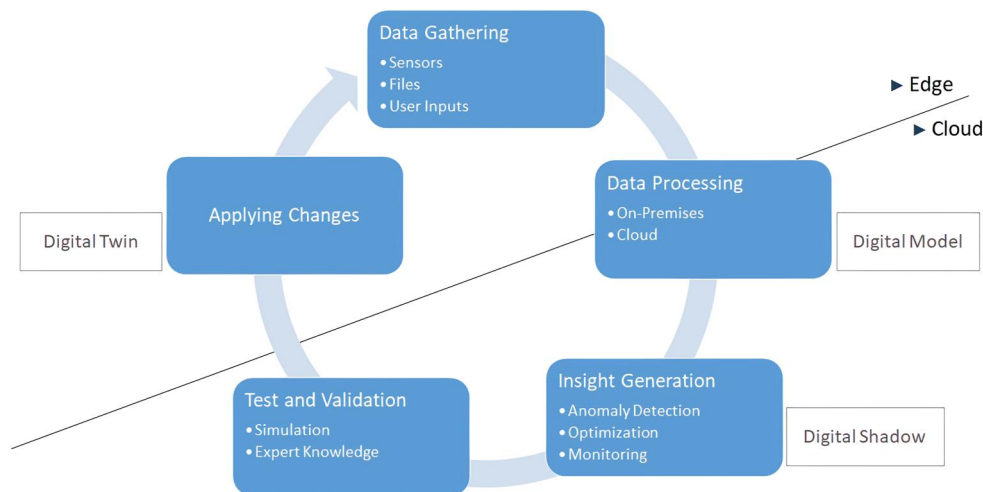 Data Gathering
• Sensors
• Files
• User Inputs
► Edge
► Cloud
Data Processing
• On-Premises
• Cloud
Digital Model
Insight Generation
• Anomaly Detection
• Optimization
• Monitoring
Digital Shadow
Test and Validation
• Simulation
• Expert Knowledge
Applying Changes
Digital Twin